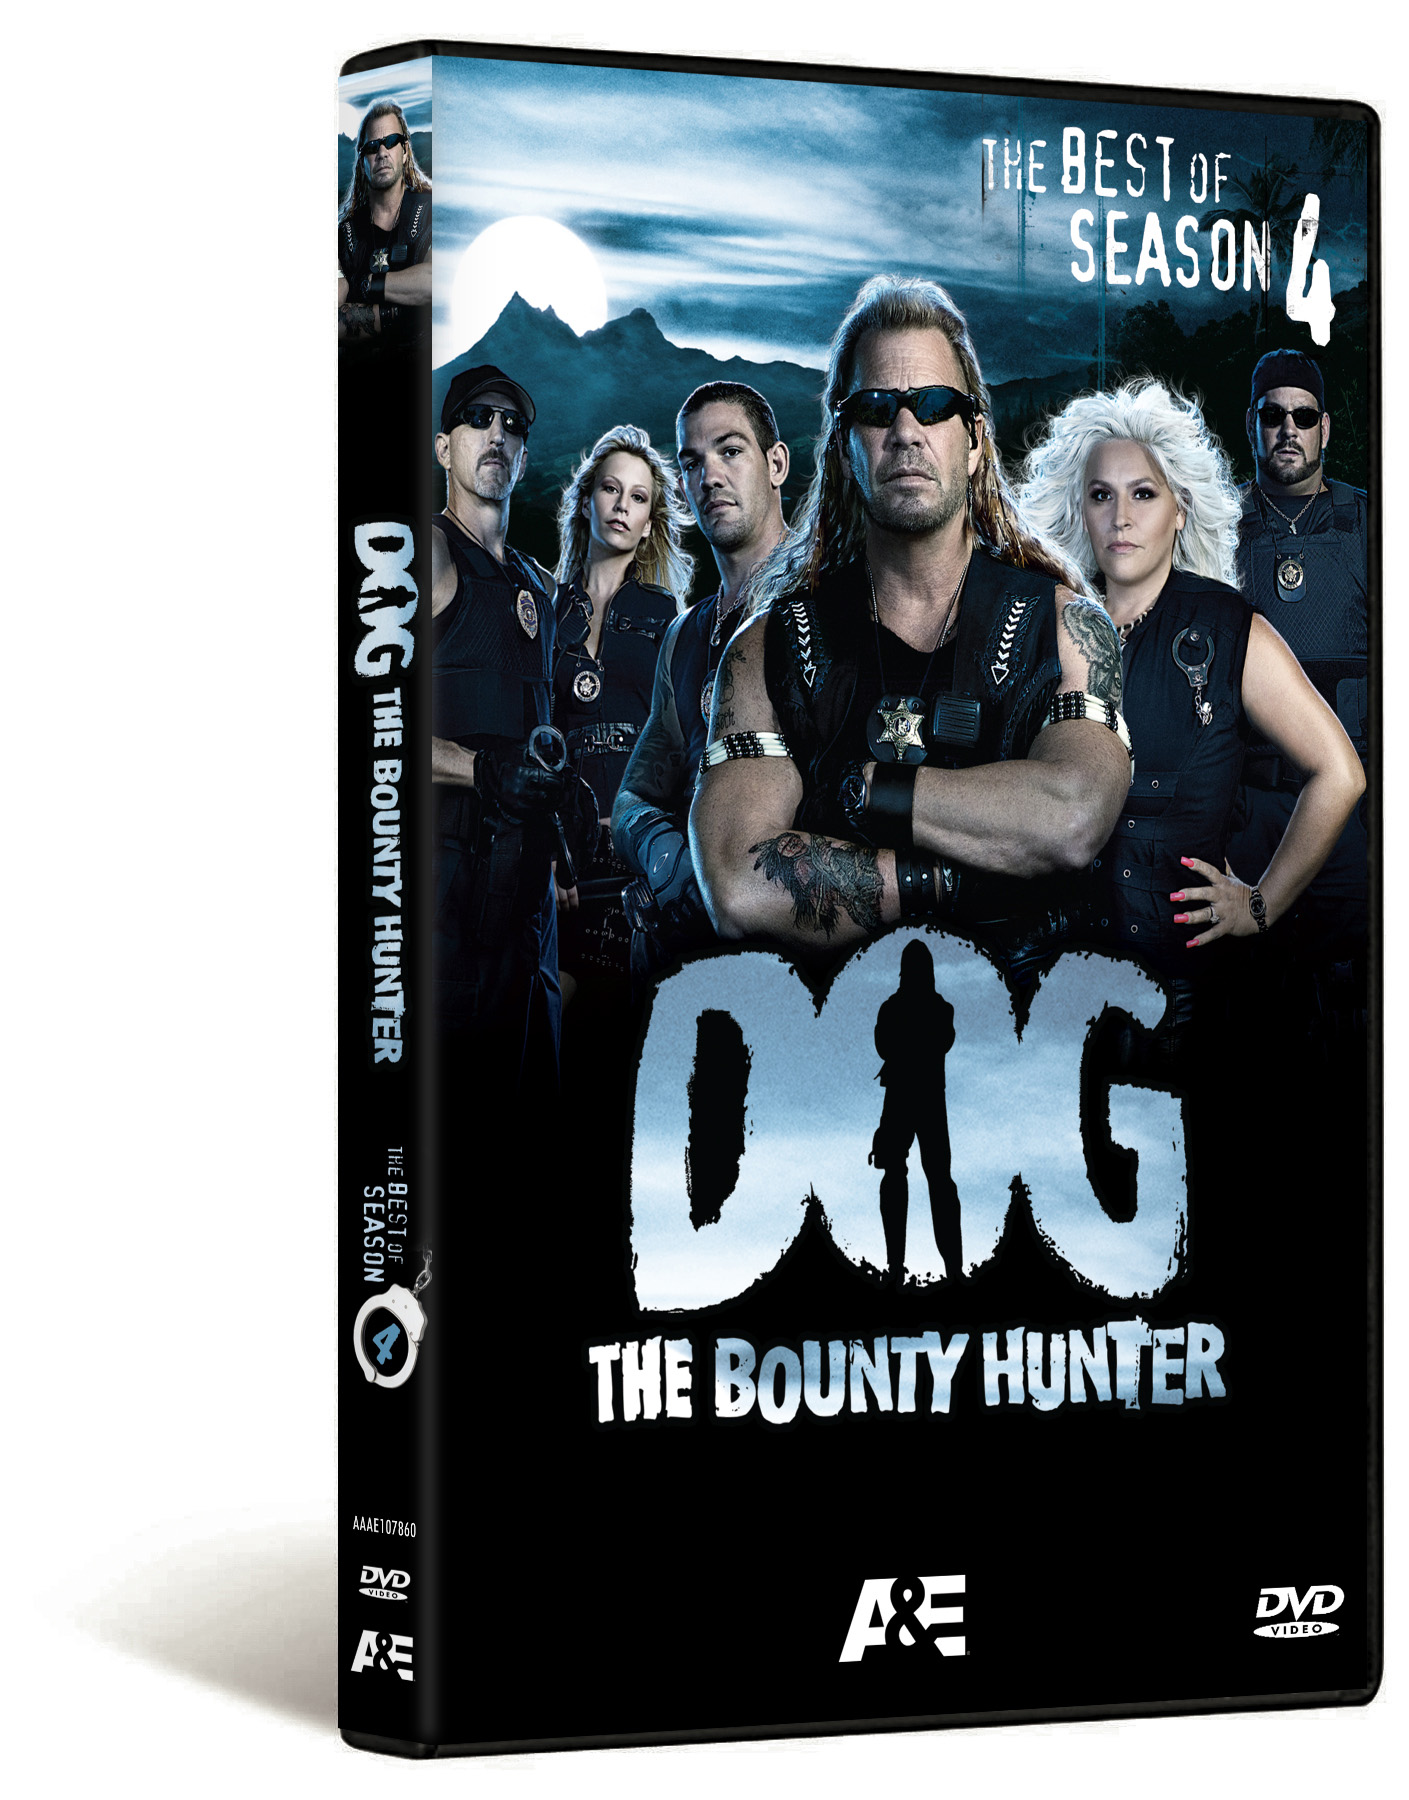 THE BEST OF
SEASON 4
DOG
THE BOUNTY HUNTER
A&E
DVD
VIDEO
DOG THE BOUNTY HUNTER
THE BEST OF
SEASON
4
AAAE107860
DVD
VIDEO
A&E